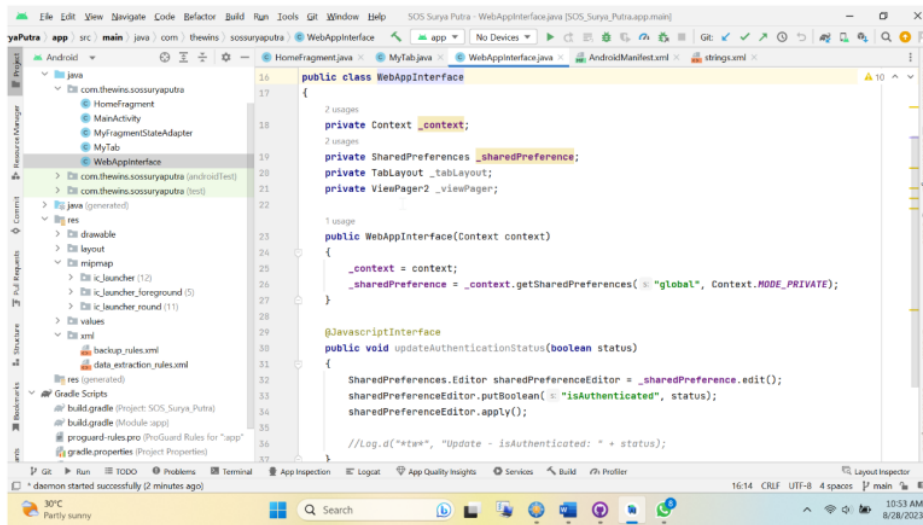 File Edit View Navigate Code Refactor Build Run Tools Git Window Help SOS Surya Putra - WebAppInterface.java [SOS_Surya_Putra.app.main]
yaPutra app src main java com thewins sossuryaputra WebAppInterface app No Devices Git:
Project
Resource Manager
Commit
Pull Requests
Structure
Bookmarks
Android
java
com.thewins.sossuryaputra
HomeFragment
MainActivity
MyFragmentStateAdapter
MyTab
WebAppInterface
com.thewins.sossuryaputra (androidTest)
com.thewins.sossuryaputra (test)
java (generated)
res
drawable
layout
mipmap
ic_launcher (12)
ic_launcher_foreground (5)
ic_launcher_round (11)
values
xml
backup_rules.xml
data_extraction_rules.xml
res (generated)
Gradle Scripts
build.gradle (Project: SOS_Surya_Putra)
build.gradle (Module :app)
proguard-rules.pro (ProGuard Rules for ":app"
gradle.properties (Project Properties)
HomeFragment.java MyTab.java WebAppInterface.java AndroidManifest.xml strings.xml
10
16 public class WebAppInterface
17 {
2 usages
18 private Context _context;
2 usages
19 private SharedPreferences _sharedPreference;
20 private TabLayout _tabLayout;
21 private ViewPager2 _viewPager;
22
1 usage
23 public WebAppInterface(Context context)
24 {
25 _context = context;
26 _sharedPreference = _context.getSharedPreferences( s: "global", Context.MODE_PRIVATE);
27 }
28
29 @JavascriptInterface
30 public void updateAuthenticationStatus(boolean status)
31 {
32 SharedPreferences.Editor sharedPreferenceEditor = _sharedPreference.edit();
33 sharedPreferenceEditor.putBoolean( s: "isAuthenticated", status);
34 sharedPreferenceEditor.apply();
35
36 //Log.d("*tw*", "Update - isAuthenticated: " + status);
37 }
Git Run TODO Problems Terminal App Inspection Logcat App Quality Insights Services Build Profiler Layout Inspector
* daemon started successfully (2 minutes ago) 16:14 CRLF UTF-8 4 spaces main
30°C
Partly sunny
Search
10:53 AM
8/28/2023